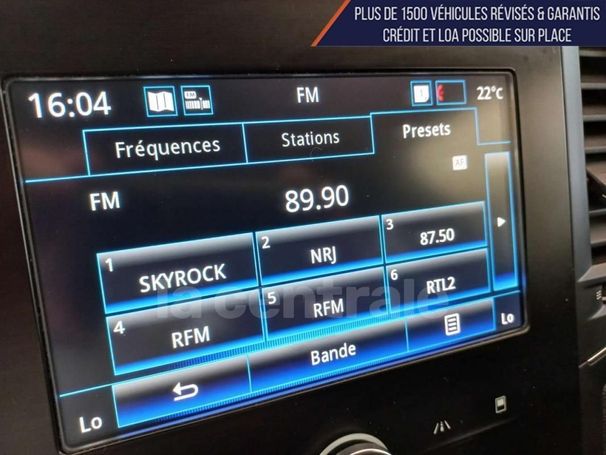 PLUS DE 1500 VÉHICULES RÉVISÉS & GARANTIS
CRÉDIT ET LOA POSSIBLE SUR PLACE
16:04 FM 22°C
Fréquences Stations Presets
AF
FM 89.90
1 SKYROCK 2 NRJ 3 87.50
4 RFM 5 RFM 6 RTL2
la centrale
Bande
Lo Lo